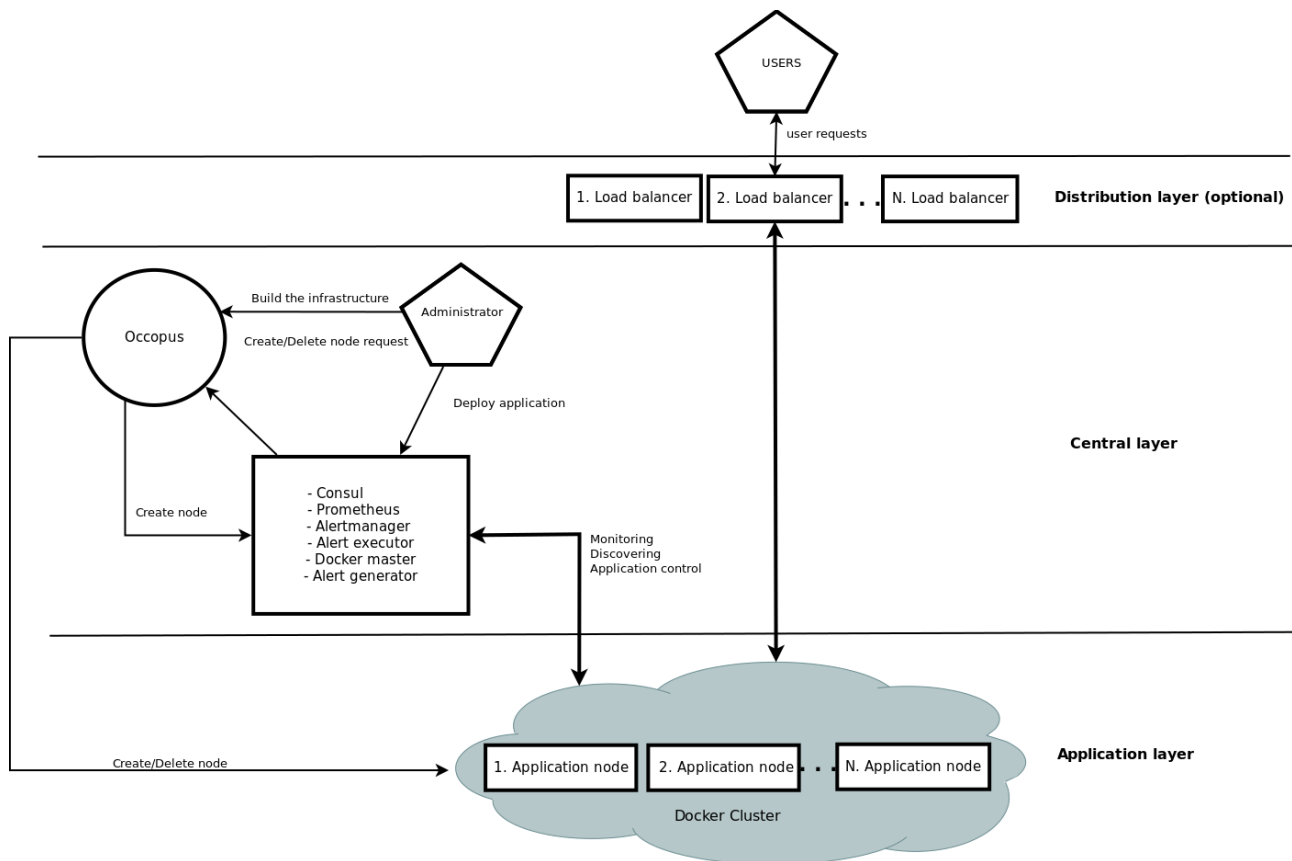 USERS
user requests
1. Load balancer
2. Load balancer
. . .
N. Load balancer
Distribution layer (optional)
Build the infrastructure
Administrator
Occopus
Create/Delete node request
Deploy application
Central layer
- Consul
- Prometheus
- Alertmanager
- Alert executor
- Docker master
- Alert generator
Create node
Monitoring
Discovering
Application control
Application layer
Create/Delete node
1. Application node
2. Application node
. . .
N. Application node
Docker Cluster